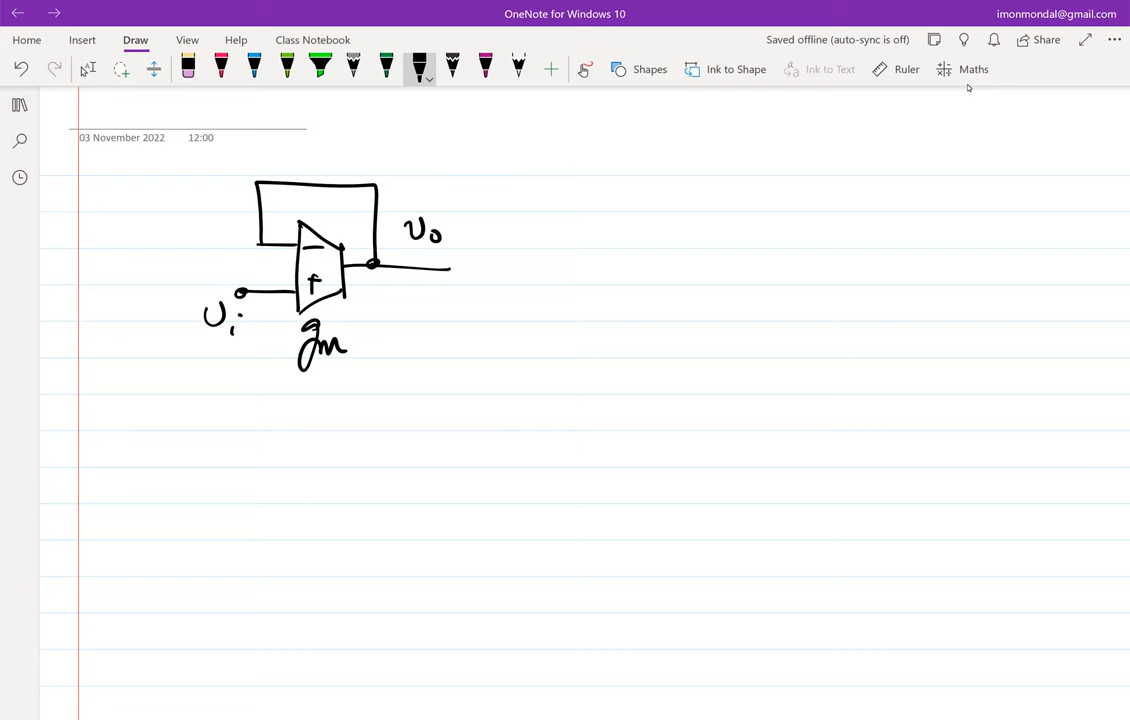 OneNote for Windows 10
imonmondal@gmail.com
Home Insert Draw View Help Class Notebook
Saved offline (auto-sync is off)
Share
Shapes
Ink to Shape
Ink to Text
Ruler
Maths
03 November 2022 12:00
vo
−
+
vi
gm